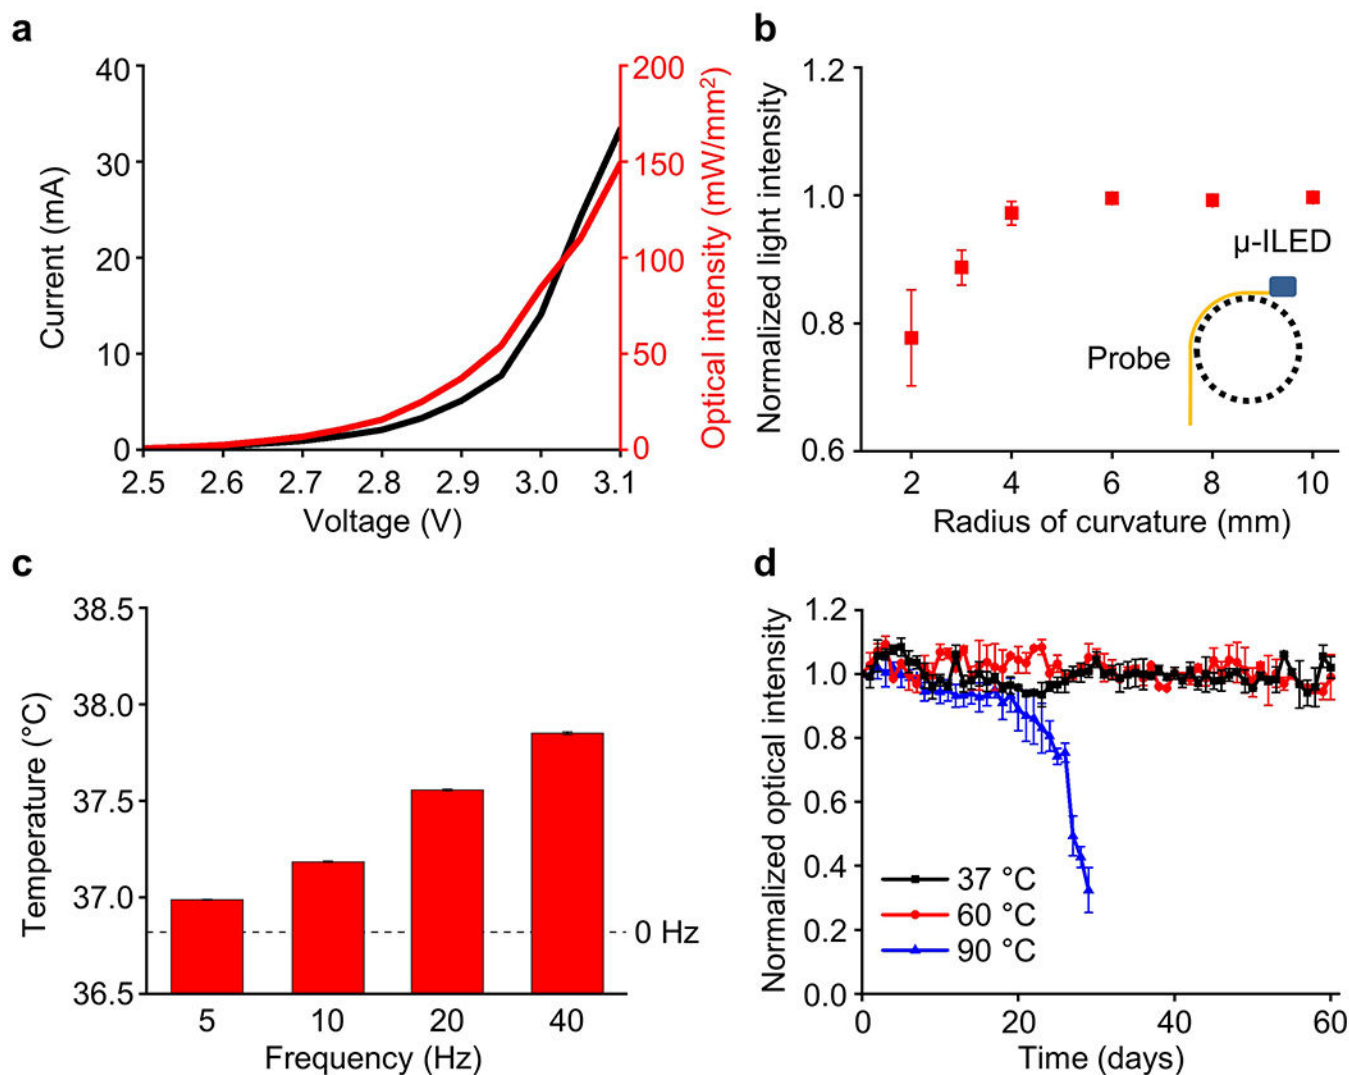 a
40
30
20
10
0
Current (mA)
200
150
100
50
0
Optical intensity (mW/mm²)
2.5 2.6 2.7 2.8 2.9 3.0 3.1
Voltage (V)
b
1.2
1.0
0.8
0.6
Normalized light intensity
μ-ILED
Probe
2 4 6 8 10
Radius of curvature (mm)
c
38.5
38.0
37.5
37.0
36.5
Temperature (°C)
0 Hz
5 10 20 40
Frequency (Hz)
d
1.2
1.0
0.8
0.6
0.4
0.2
0.0
Normalized optical intensity
37 °C
60 °C
90 °C
0 20 40 60
Time (days)